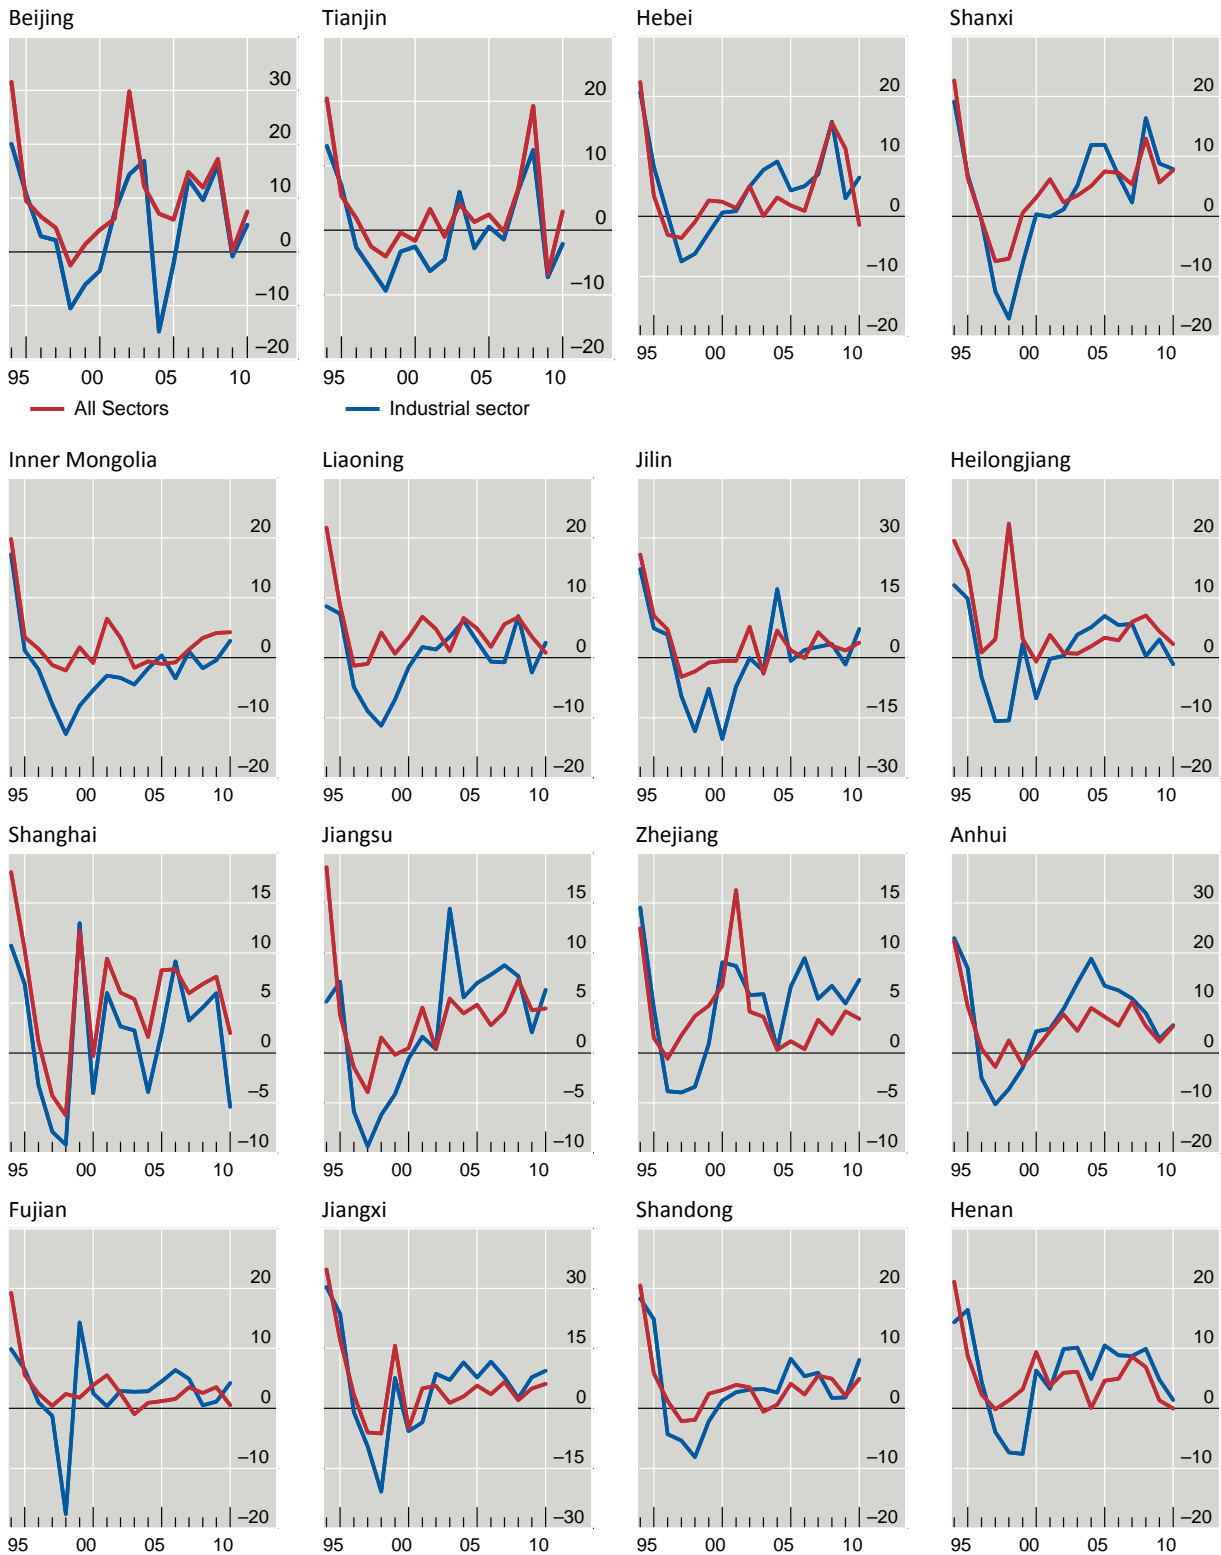 Beijing Tianjin Hebei Shanxi
30 20 20 20
20 10 10 10
10 0 0 0
0 –10 –10 –10
–10 –20 –20 –20
–20
95 00 05 10 95 00 05 10 95 00 05 10 95 00 05 10
All Sectors Industrial sector
Inner Mongolia Liaoning Jilin Heilongjiang
20 20 30 20
10 10 15 10
0 0 0 0
–10 –10 –15 –10
–20 –20 –30 –20
95 00 05 10 95 00 05 10 95 00 05 10 95 00 05 10
Shanghai Jiangsu Zhejiang Anhui
15 15 15 30
10 10 10 20
5 5 5 10
0 0 0 0
–5 –5 –5 –10
–10 –10 –10 –20
95 00 05 10 95 00 05 10 95 00 05 10 95 00 05 10
Fujian Jiangxi Shandong Henan
20 30 20 20
10 15 10 10
0 0 0 0
–10 –15 –10 –10
–20 –30 –20 –20
95 00 05 10 95 00 05 10 95 00 05 10 95 00 05 10